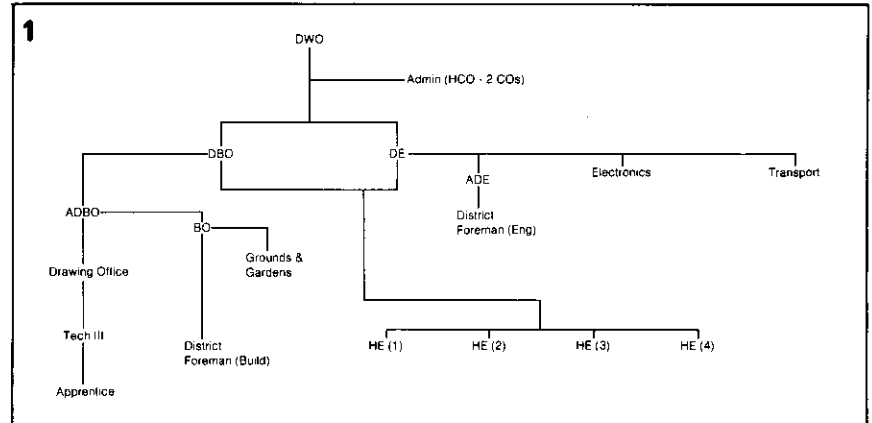 1
DWO
Admin (HCO - 2 COs)
DBO
DE
ADE
Electronics
Transport
District
Foreman (Eng)
ADBO
BO
Grounds &
Gardens
Drawing Office
Tech III
District
Foreman (Build)
Apprentice
HE (1)
HE (2)
HE (3)
HE (4)